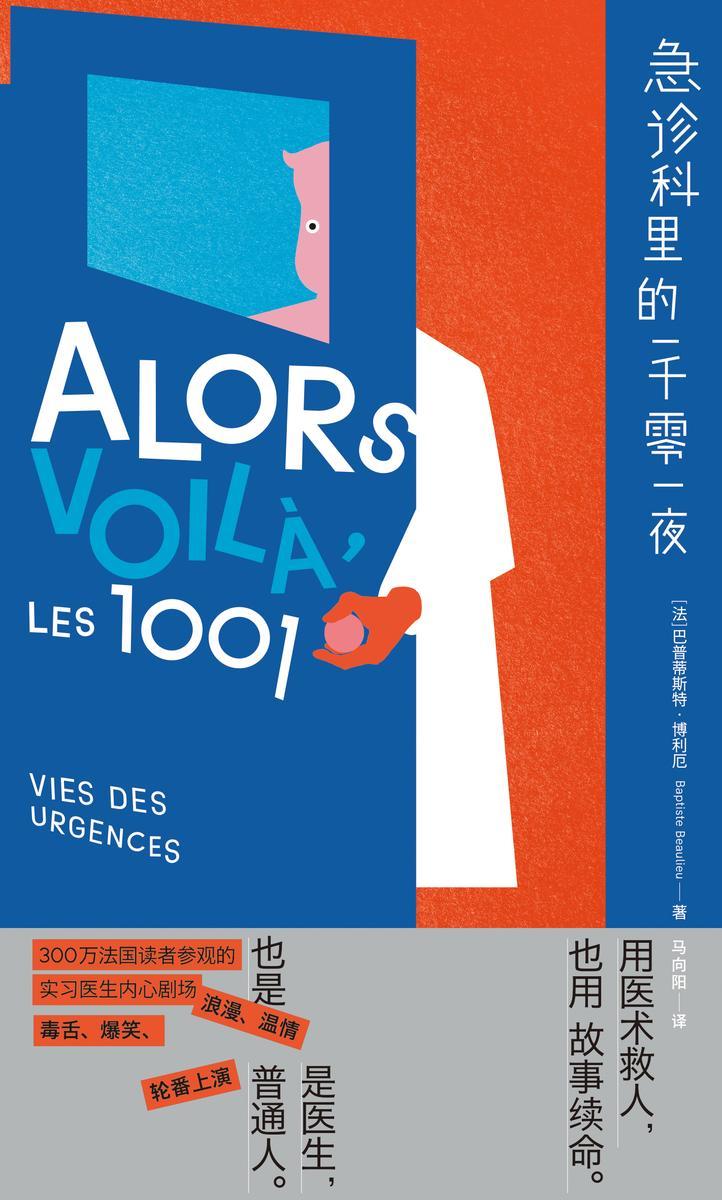 急诊科里的一千零一夜
[法]巴普蒂斯特·博利厄 Baptiste Beaulieu — 著
马向阳 — 译
ALORS
VOILÀ,
LES 1001
VIES DES
URGENCES
用医术救人，
也用 故事续命。
是医生，
也是 普通人。
300万法国读者参观的
实习医生内心剧场
毒舌、爆笑、
浪漫、温情
轮番上演